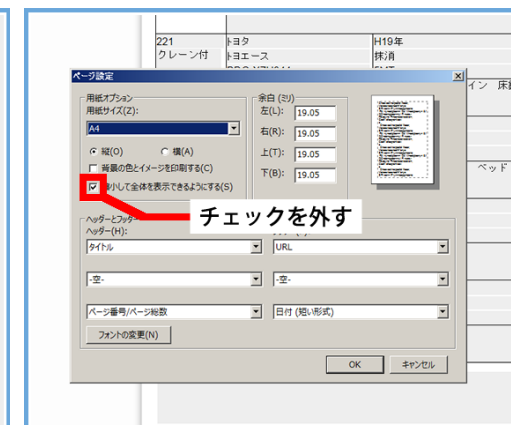 221
トヨタ
H19年
クレーン付
トヨエース
抹消
ページ設定
イン 床
用紙オプション
用紙サイズ(Z):
A4
縦(O)
横(A)
背景の色とイメージを印刷する(C)
縮小して全体を表示できるようにする(S)
余白 (ミリ)
左(L): 19.05
右(R): 19.05
上(T): 19.05
下(B): 19.05
ベッド
チェックを外す
ヘッダーとフッター
ヘッダー(H):
タイトル
URL
-空-
-空-
ページ番号/ページ総数
日付 (短い形式)
フォントの変更(N)
OK
キャンセル